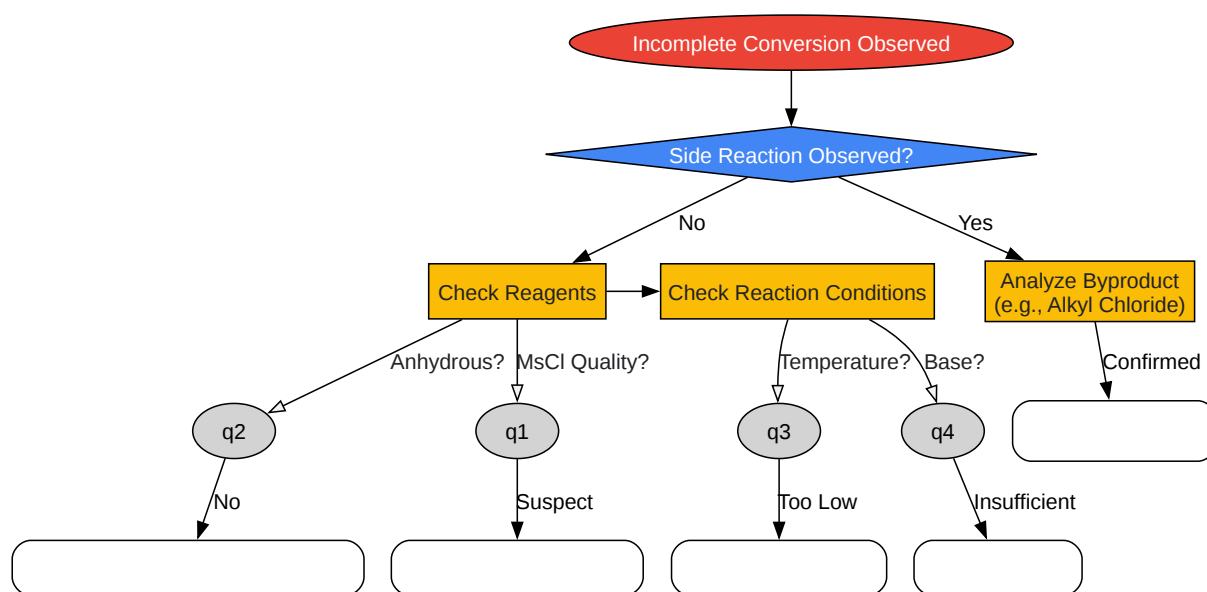 Incomplete Conversion Observed
Side Reaction Observed?
No
Yes
Check Reagents
Check Reaction Conditions
Analyze Byproduct
(e.g., Alkyl Chloride)
Anhydrous?
MsCl Quality?
Temperature?
Base?
Confirmed
q2
q1
q3
q4
No
Suspect
Too Low
Insufficient